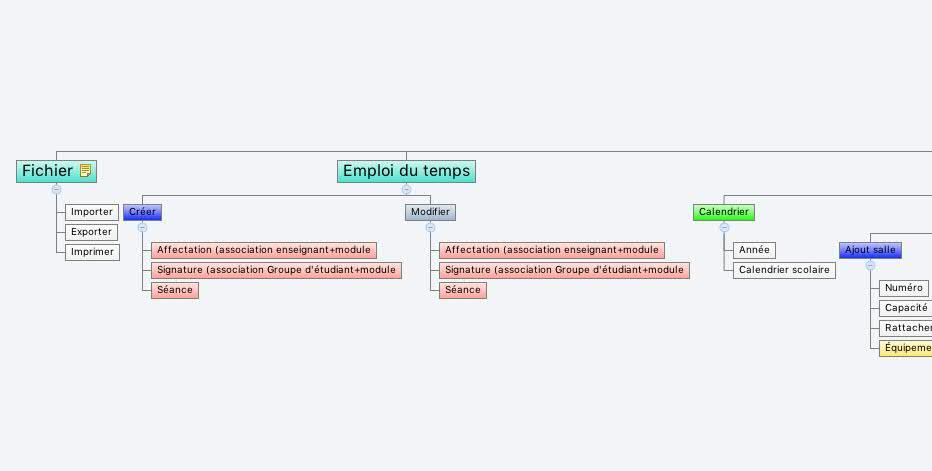 Fichier
Emploi du temps
Importer
Exporter
Imprimer
Créer
Affectation (association enseignant+module
Signature (association Groupe d'étudiant+module
Séance
Modifier
Affectation (association enseignant+module
Signature (association Groupe d'étudiant+module
Séance
Calendrier
Année
Calendrier scolaire
Ajout salle
Numéro
Capacité